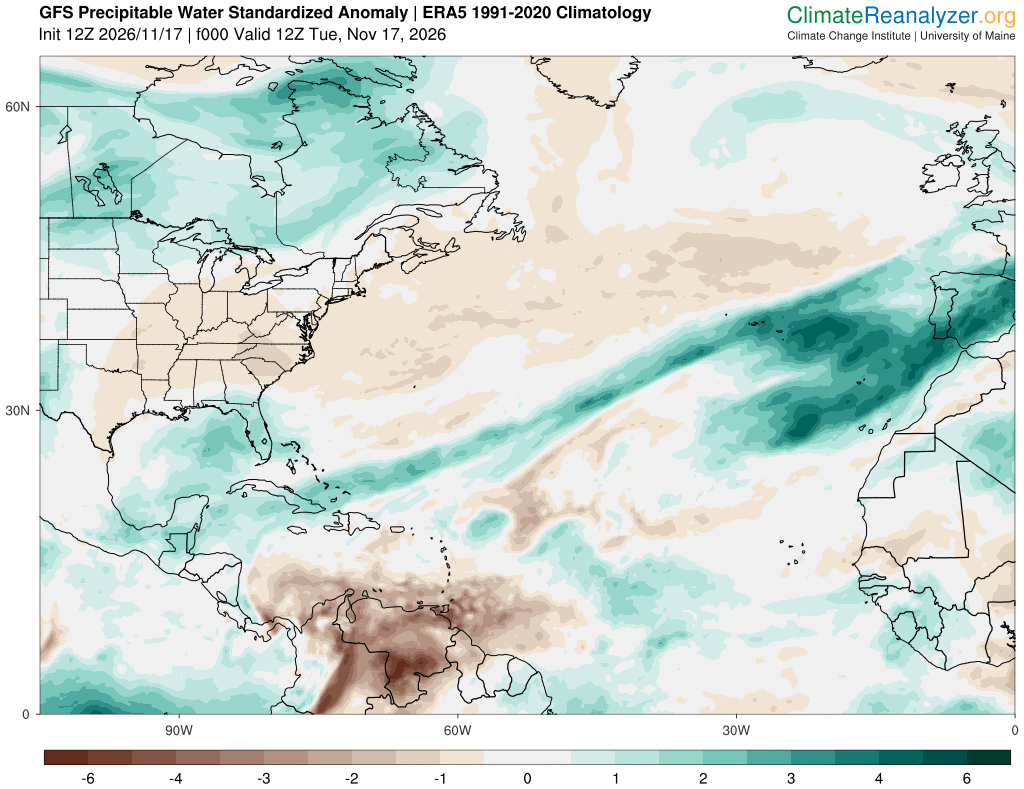 GFS Precipitable Water Standardized Anomaly | ERA5 1991-2020 Climatology
Init 12Z 2026/11/17 | f000 Valid 12Z Tue, Nov 17, 2026
ClimateReanalyzer.org
Climate Change Institute | University of Maine
60N
30N
0
90W
60W
30W
0
-6
-4
-3
-2
-1
0
1
2
3
4
6